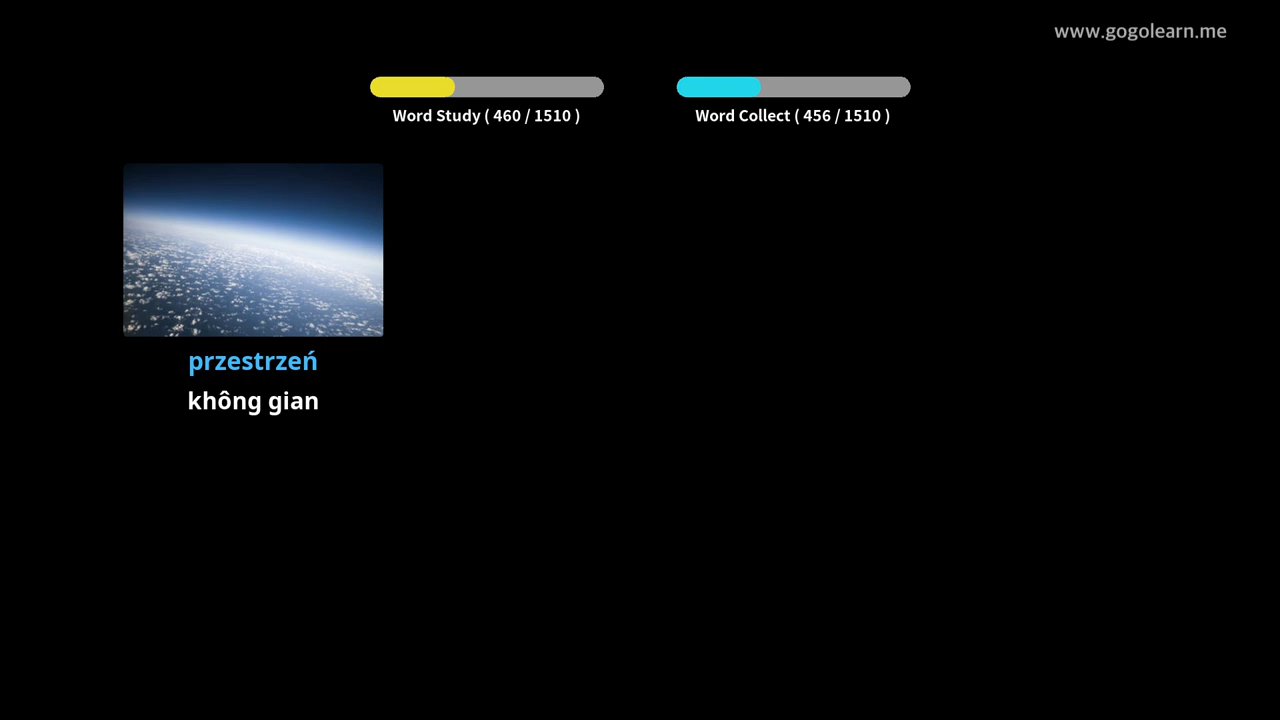 www.gogolearn.me
Word Study ( 460 / 1510 )
Word Collect ( 456 / 1510 )
przestrzeń
không gian